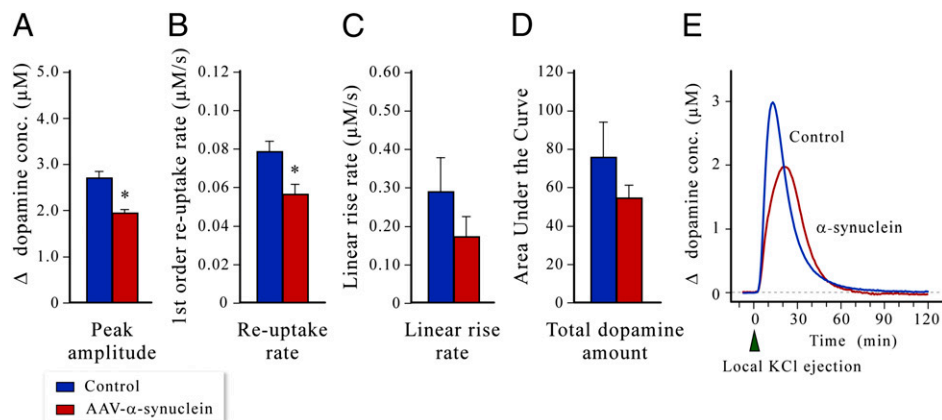 A
Δ dopamine conc. (μM)
5.0
4.0
3.0
2.0
1.0
0
*
Peak
amplitude
B
1st order re-uptake rate (μM/s)
0.12
0.10
0.08
0.06
0.04
0.02
0
*
Re-uptake
rate
C
Linear rise rate (μM/s)
0.60
0.50
0.40
0.30
0.20
0.10
0
Linear rise
rate
D
Area Under the Curve
120
100
80
60
40
20
0
Total dopamine
amount
E
Δ dopamine conc. (μM)
3
2
1
0
Control
α-synuclein
0 30 60 90 120
Time (min)
Local KCl ejection
Control
AAV-α-synuclein